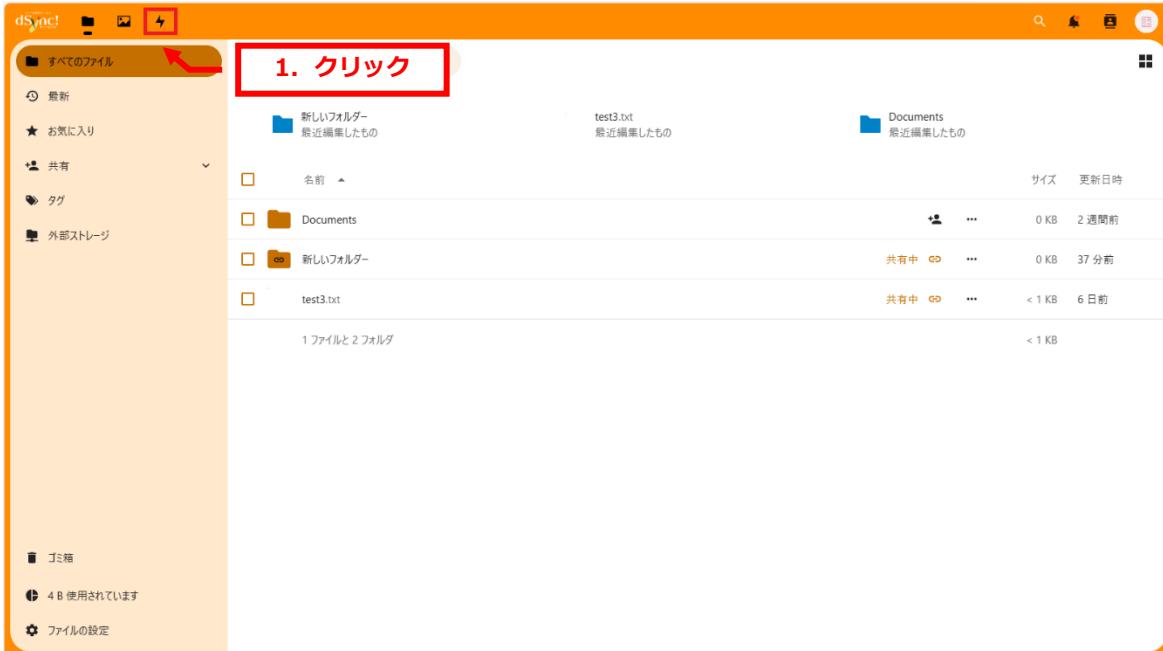 dSync!
すべてのファイル
1. クリック
最新
お気に入り
共有
タグ
外部ストレージ
新しいフォルダー
最近編集したもの
test3.txt
最近編集したもの
Documents
最近編集したもの
名前 サイズ 更新日時
Documents 0 KB 2 週間前
新しいフォルダー 共有中 0 KB 37 分前
test3.txt 共有中 < 1 KB 6 日前
1 ファイルと 2 フォルダ < 1 KB
ゴミ箱
4 B 使用されています
ファイルの設定